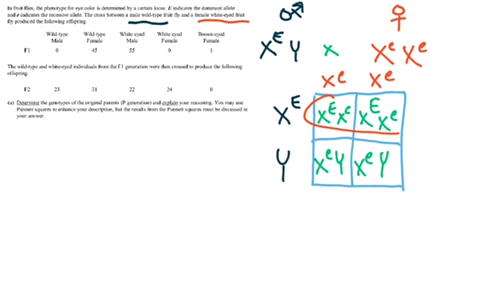 In fruit flies, the phenotype for eye color is determined by a certain locus. E indicates the dominant allele
and e indicates the recessive allele. The cross between a male wild-type fruit fly and a female white-eyed fruit
fly produced the following offspring.
Wild-type Wild-type White-eyed White-eyed Brown-eyed
Male Female Male Female Female
F1 0 45 55 0 1
The wild-type and white-eyed individuals from the F1 generation were then crossed to produce the following
offspring.
F2 23 31 22 24 0
(a) Determine the genotypes of the original parents (P generation) and explain your reasoning. You may use
Punnett squares to enhance your description, but the results from the Punnett squares must be discussed in
your answer.
♂ ♀
X^E Y x X^e X^e
X^e X^e
X^E X^E X^e X^E X^e
Y X^e Y X^e Y